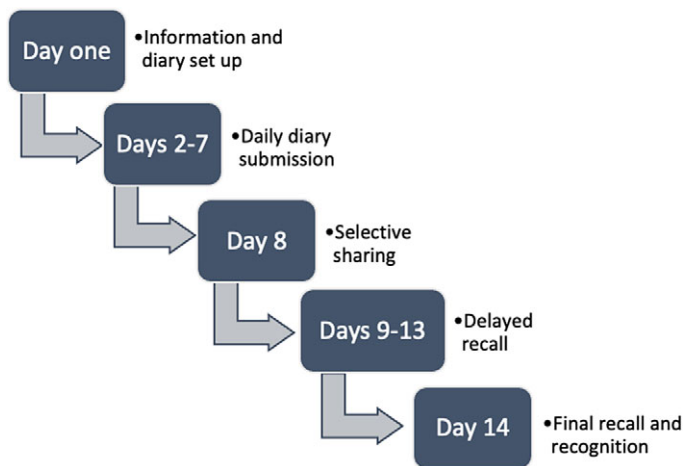 Day one
•Information and
diary set up
Days 2-7
•Daily diary
submission
Day 8
•Selective
sharing
Days 9-13
•Delayed
recall
Day 14
•Final recall and
recognition